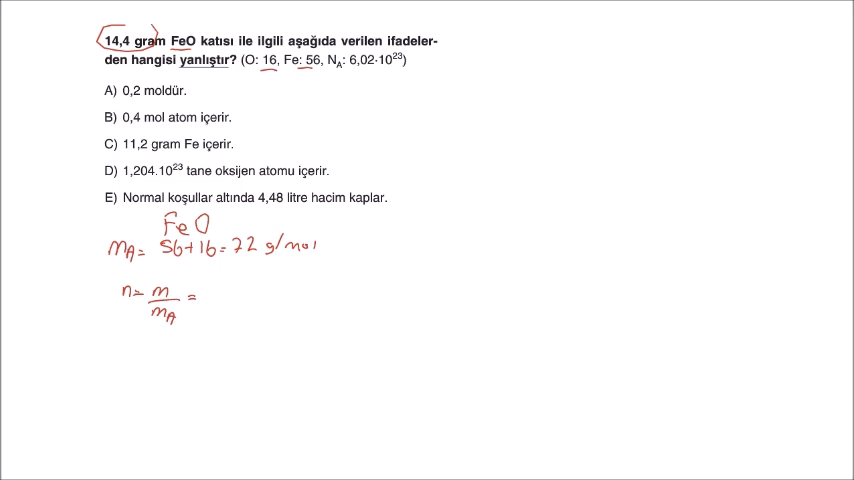 14,4 gram FeO katısı ile ilgili aşağıda verilen ifadeler-
den hangisi yanlıştır? (O: 16, Fe: 56, NA: 6,02·10²³)
A) 0,2 moldür.
B) 0,4 mol atom içerir.
C) 11,2 gram Fe içerir.
D) 1,204.10²³ tane oksijen atomu içerir.
E) Normal koşullar altında 4,48 litre hacim kaplar.
FeO
mA = 56+16 = 72 g/mol
n = m/mA =